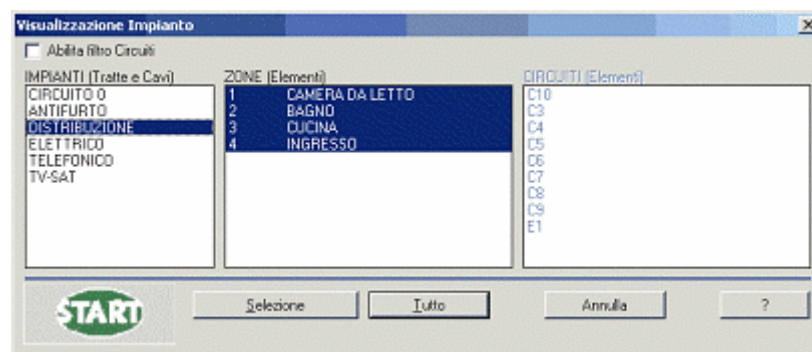 Visualizzazione Impianto
Abilita filtro Circuiti
IMPIANTI (Tratte e Cavi)
CIRCUITO 0
ANTIFURTO
DISTRIBUZIONE
ELETTRICO
TELEFONICO
TV-SAT
ZONE (Elementi)
1 CAMERA DA LETTO
2 BAGNO
3 CUCINA
4 INGRESSO
CIRCUITI (Elementi)
C10
C3
C4
C5
C6
C7
C8
C9
E1
START
Selezione
Tutto
Annulla
?